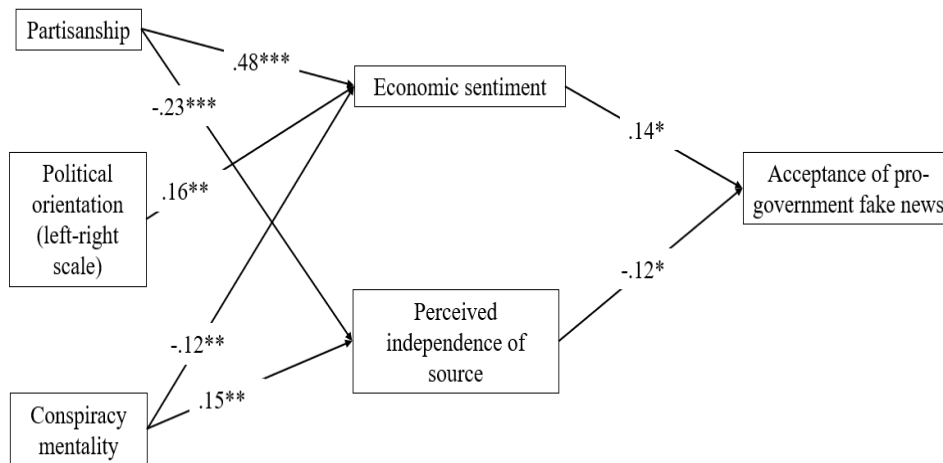 Partisanship
.48***
Economic sentiment
-.23***
.14*
Political
orientation
(left-right
scale)
.16**
Acceptance of pro-
government fake news
-.12*
Perceived
independence of
source
-.12**
.15**
Conspiracy
mentality